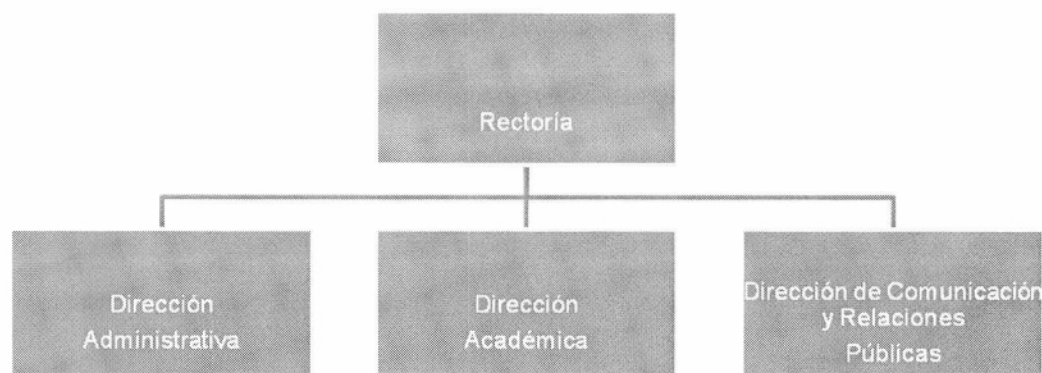 Rectoría
Dirección
Administrativa
Dirección
Académica
Dirección de Comunicación
y Relaciones
Públicas